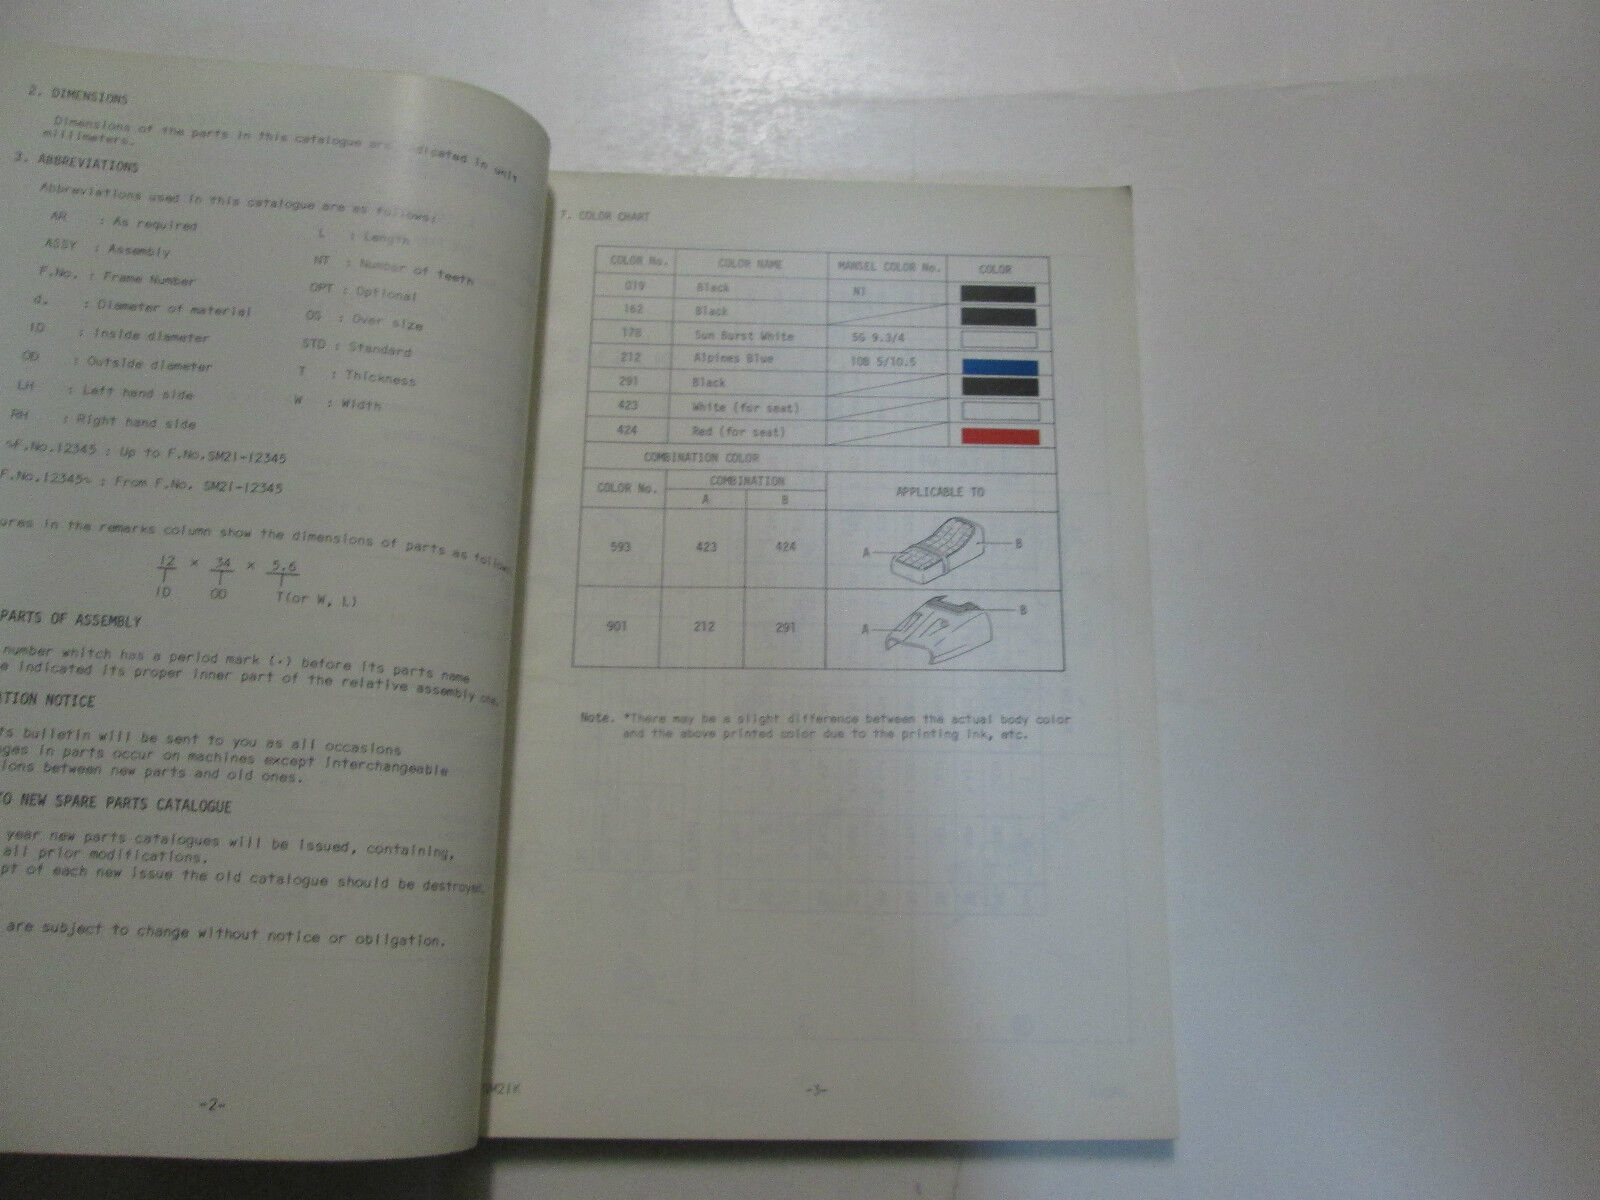 2. DIMENSIONS
Dimensions of the parts in this catalogue are indicated in unit
millimeters.
3. ABBREVIATIONS
Abbreviations used in this catalogue are as follows:
AR : As required
ASSY : Assembly
F.No. : Frame Number
d. : Diameter of material
ID : Inside diameter
OD : Outside diameter
LH : Left hand side
RH : Right hand side
L : Length
NT : Number of teeth
OPT : Optional
OS : Over size
STD : Standard
T : Thickness
W : Width
F.No.12345 : Up to F.No.SM21-12345
F.No.12345~ : From F.No. SM21-12345
ures in the remarks column show the dimensions of parts as follows.
12 × 34 × 5.6
ID OD T(or W, L)
PARTS OF ASSEMBLY
number whitch has a period mark (.) before its parts name
e indicated its proper inner part of the relative assembly one.
ATION NOTICE
ts bulletin will be sent to you as all occasions
nges in parts occur on machines except interchangeable
ions between new parts and old ones.
TO NEW SPARE PARTS CATALOGUE
year new parts catalogues will be issued, containing,
all prior modifications.
pt of each new issue the old catalogue should be destroyed.
are subject to change without notice or obligation.
-2-
7. COLOR CHART
COLOR No. COLOR NAME MANSEL COLOR No. COLOR
019 Black N1
162 Black
178 Sun Burst White 5G 9.3/4
212 Alpines Blue 10B 5/10.5
291 Black
423 White (for seat)
424 Red (for seat)
COMBINATION COLOR
COLOR No. COMBINATION APPLICABLE TO
A B
593 423 424 A B
901 212 291 A B
Note. *There may be a slight difference between the actual body color
and the above printed color due to the printing ink, etc.
SM21K
-3-